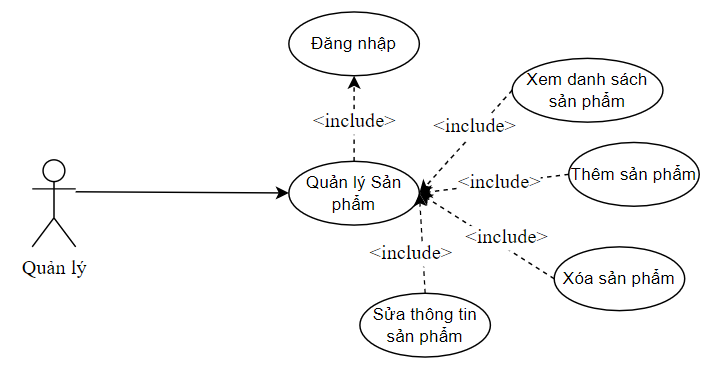 Đăng nhập
Xem danh sách
sản phẩm
<include>
<include>
Quản lý Sản
phẩm
<include>
Thêm sản phẩm
<include>
<include>
Quản lý
Xóa sản phẩm
Sửa thông tin
sản phẩm